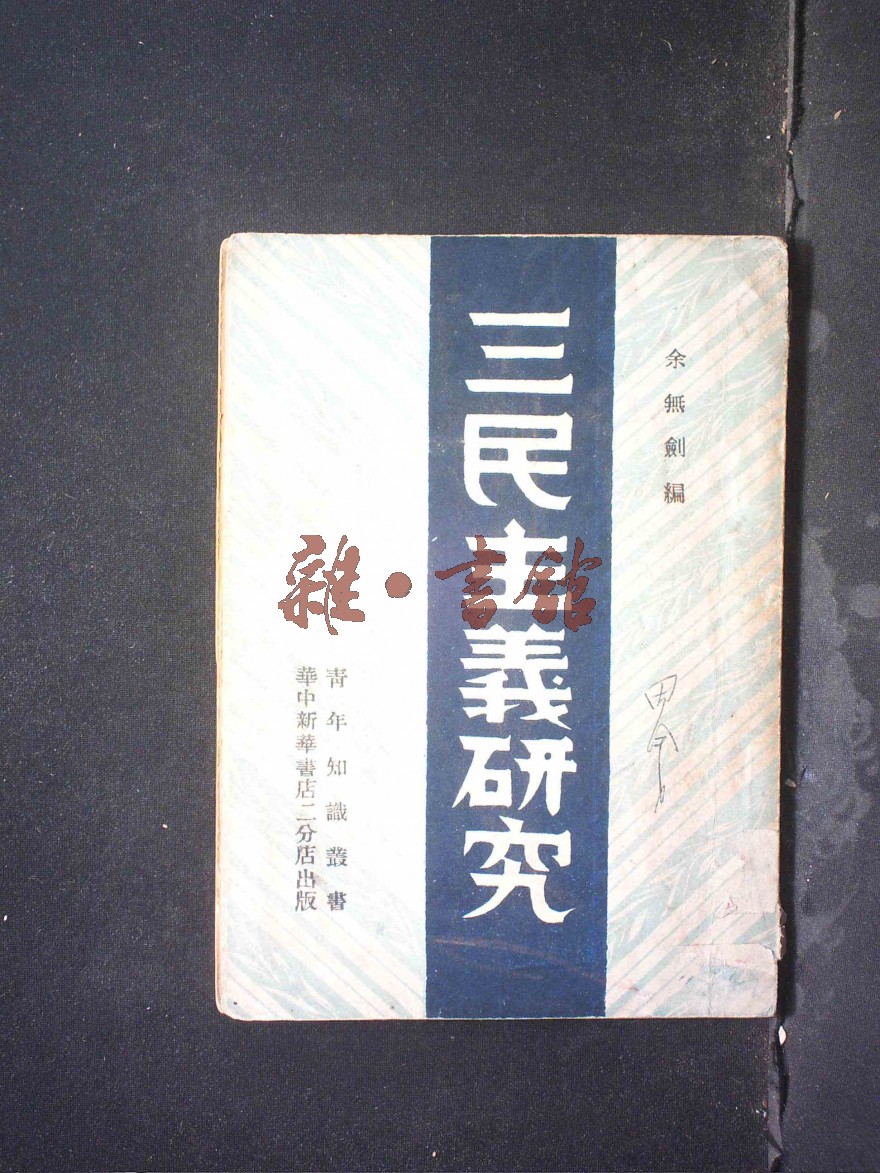 余無劍編
三民主義研究
青年知識叢書
華中新華書店二分店出版
雜•書館